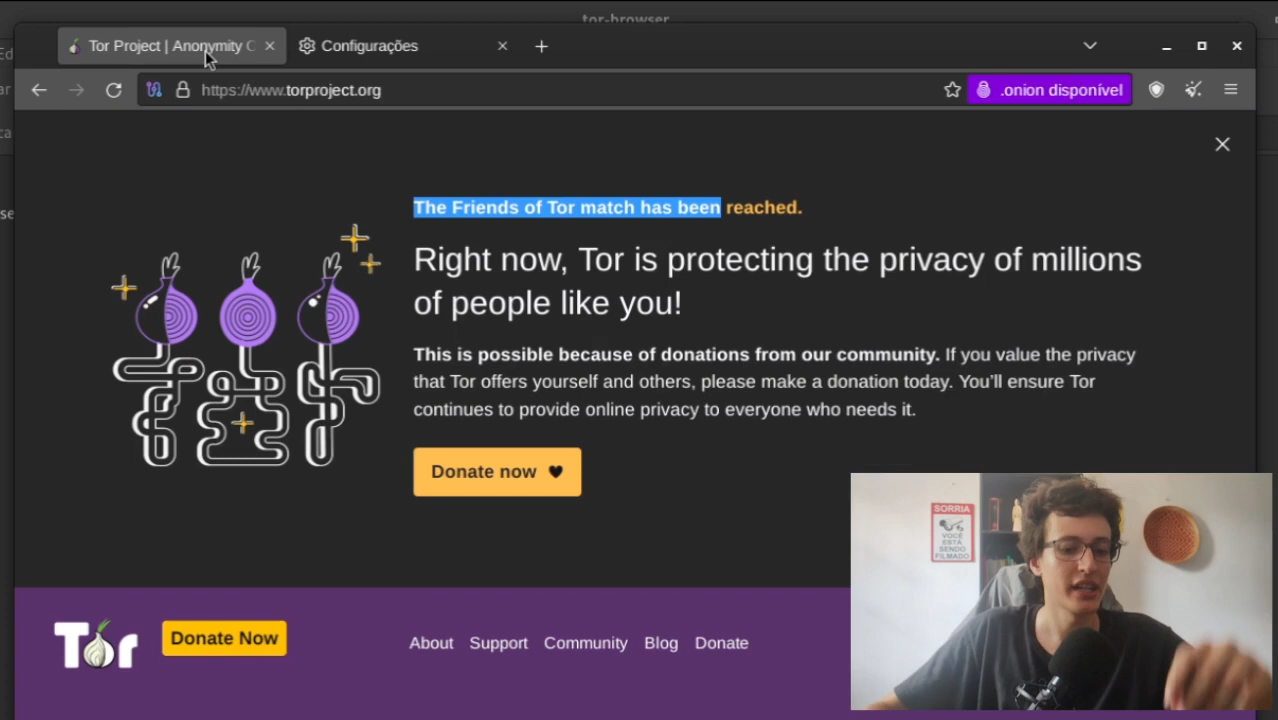 tor-browser
Tor Project | Anonymity O
Configurações
https://www.torproject.org
.onion disponível
The Friends of Tor match has been reached.
Right now, Tor is protecting the privacy of millions
of people like you!
This is possible because of donations from our community. If you value the privacy
that Tor offers yourself and others, please make a donation today. You’ll ensure Tor
continues to provide online privacy to everyone who needs it.
Donate now
SORRIA
VOCÊ
ESTÁ
SENDO
FILMADO
Tor
Donate Now
About Support Community Blog Donate